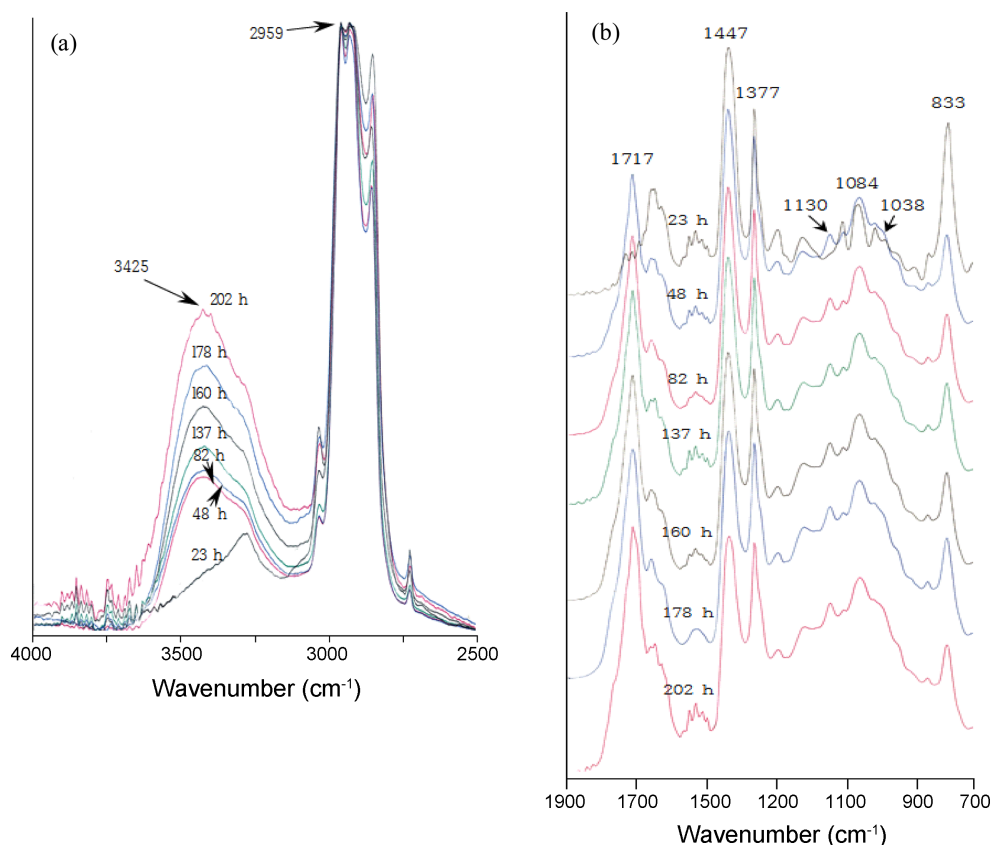 (a)
2959
3425
202 h
178 h
160 h
137 h
82 h
48 h
23 h
4000
3500
3000
2500
Wavenumber (cm⁻¹)
(b)
1447
1377
833
1717
1084
1130
1038
23 h
48 h
82 h
137 h
160 h
178 h
202 h
1900
1700
1500
1200
1100
900
700
Wavenumber (cm⁻¹)